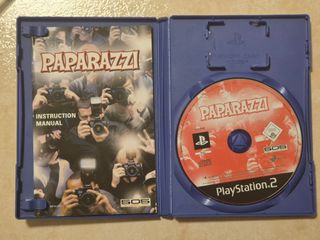 PAPARAZZI
INSTRUCTION
MANUAL
505
PAPARAZZI
505
PlayStation.2